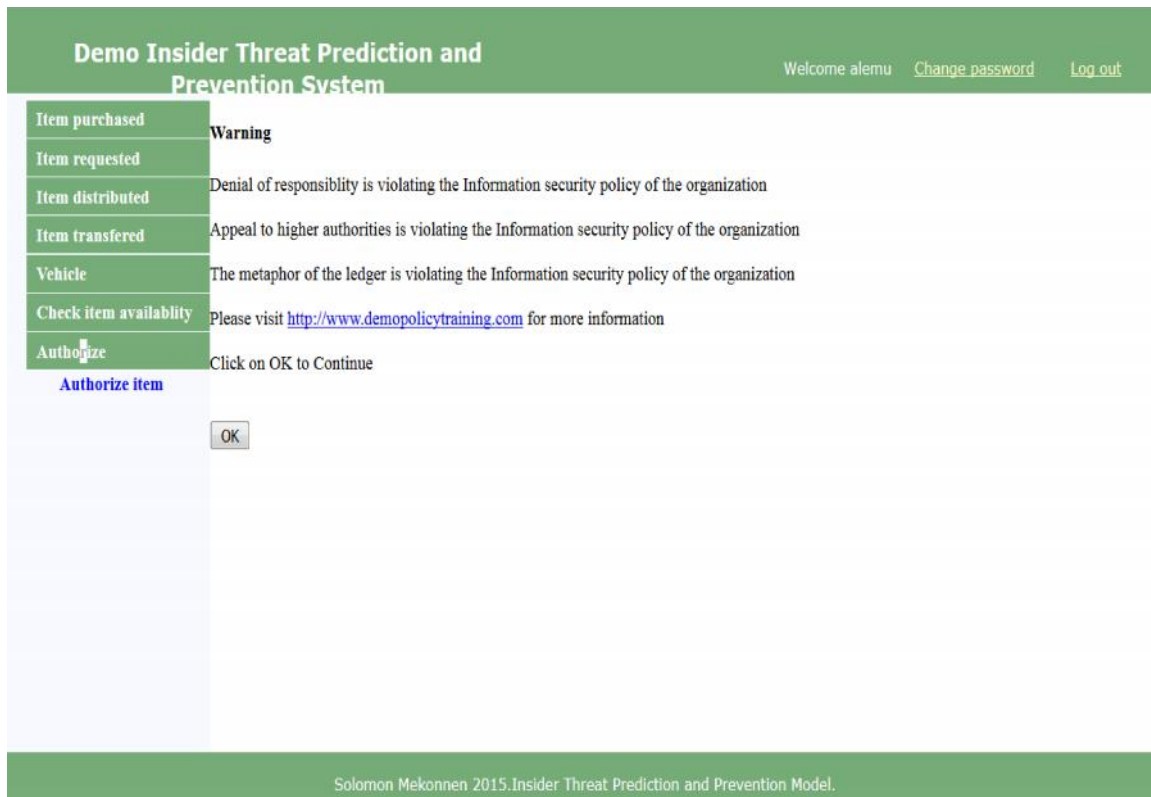 Demo Insider Threat Prediction and
Prevention System
Welcome alemu Change password Log out
Item purchased
Item requested
Item distributed
Item transfered
Vehicle
Check item availablity
Authorize
Authorize item
Warning
Denial of responsiblity is violating the Information security policy of the organization
Appeal to higher authorities is violating the Information security policy of the organization
The metaphor of the ledger is violating the Information security policy of the organization
Please visit http://www.demopolicytraining.com for more information
Click on OK to Continue
OK
Solomon Mekonnen 2015.Insider Threat Prediction and Prevention Model.